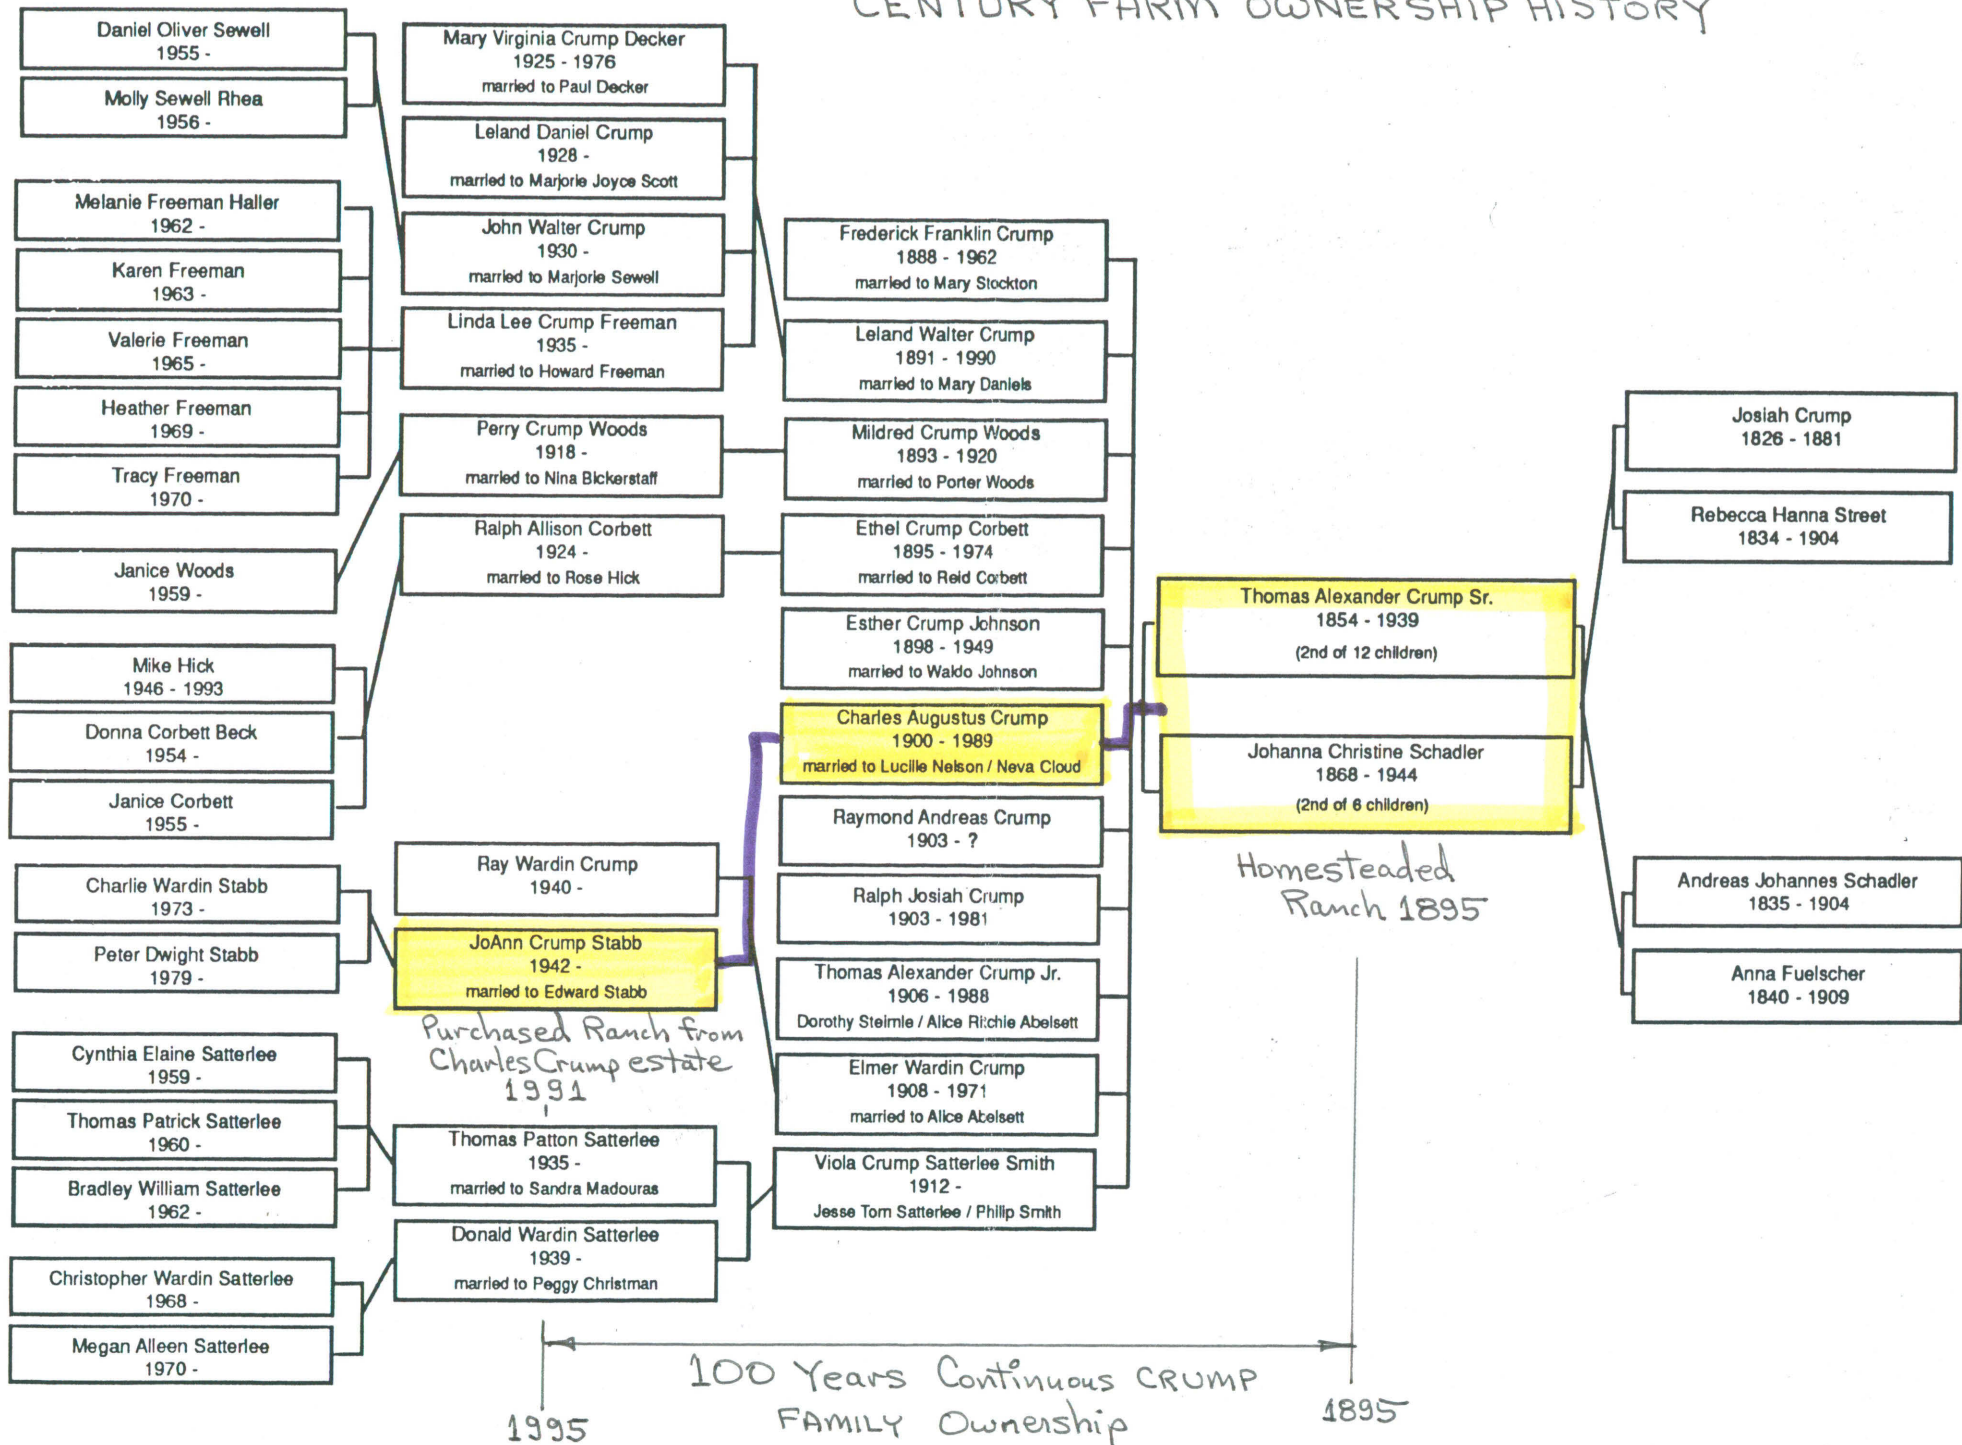 CENTURY FARM OWNERSHIP HISTORY
Daniel Oliver Sewell
1955 -
Molly Sewell Rhea
1956 -
Melanie Freeman Haller
1962 -
Karen Freeman
1963 -
Valerie Freeman
1965 -
Heather Freeman
1969 -
Tracy Freeman
1970 -
Janice Woods
1959 -
Mike Hick
1946 - 1993
Donna Corbett Beck
1954 -
Janice Corbett
1955 -
Charlie Wardin Stabb
1973 -
Peter Dwight Stabb
1979 -
Cynthia Elaine Satterlee
1959 -
Thomas Patrick Satterlee
1960 -
Bradley William Satterlee
1962 -
Christopher Wardin Satterlee
1968 -
Megan Alleen Satterlee
1970 -
Mary Virginia Crump Decker
1925 - 1976
married to Paul Decker
Leland Daniel Crump
1928 -
married to Marjorie Joyce Scott
John Walter Crump
1930 -
married to Marjorie Sewell
Linda Lee Crump Freeman
1935 -
married to Howard Freeman
Perry Crump Woods
1918 -
married to Nina Bickerstaff
Ralph Allison Corbett
1924 -
married to Rose Hick
Ray Wardin Crump
1940 -
JoAnn Crump Stabb
1942 -
married to Edward Stabb
Purchased Ranch from
Charles Crump estate
1991
Thomas Patton Satterlee
1935 -
married to Sandra Madouras
Donald Wardin Satterlee
1939 -
married to Peggy Christman
Frederick Franklin Crump
1888 - 1962
married to Mary Stockton
Leland Walter Crump
1891 - 1990
married to Mary Daniels
Mildred Crump Woods
1893 - 1920
married to Porter Woods
Ethel Crump Corbett
1895 - 1974
married to Reid Corbett
Esther Crump Johnson
1898 - 1949
married to Waldo Johnson
Charles Augustus Crump
1900 - 1989
married to Lucille Nelson / Neva Cloud
Raymond Andreas Crump
1903 - ?
Ralph Josiah Crump
1903 - 1981
Thomas Alexander Crump Jr.
1906 - 1988
Dorothy Steimle / Alice Ritchie Abelsett
Elmer Wardin Crump
1908 - 1971
married to Alice Abelsett
Viola Crump Satterlee Smith
1912 -
Jesse Tom Satterlee / Philip Smith
Thomas Alexander Crump Sr.
1854 - 1939
(2nd of 12 children)
Johanna Christine Schadler
1868 - 1944
(2nd of 6 children)
Homesteaded
Ranch 1895
Josiah Crump
1826 - 1881
Rebecca Hanna Street
1834 - 1904
Andreas Johannes Schadler
1835 - 1904
Anna Fuelscher
1840 - 1909
100 Years Continuous CRUMP
FAMILY Ownership
1995
1895